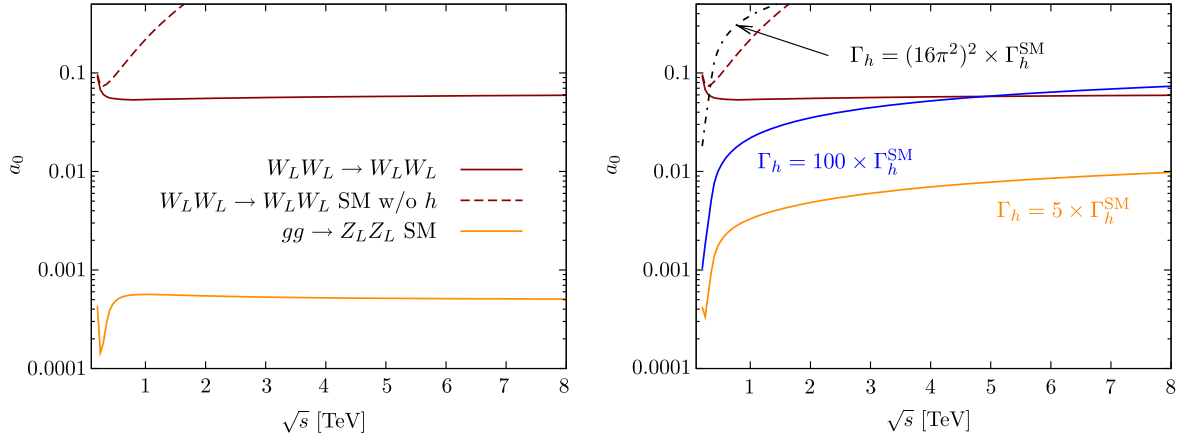 0.1
0.01
0.001
0.0001
a₀
W_L W_L → W_L W_L
W_L W_L → W_L W_L SM w/o h
gg → Z_L Z_L SM
1 2 3 4 5 6 7 8
√s [TeV]
0.1
0.01
0.001
0.0001
a₀
Γ_h = (16π²)² × Γ_h^SM
Γ_h = 100 × Γ_h^SM
Γ_h = 5 × Γ_h^SM
1 2 3 4 5 6 7 8
√s [TeV]